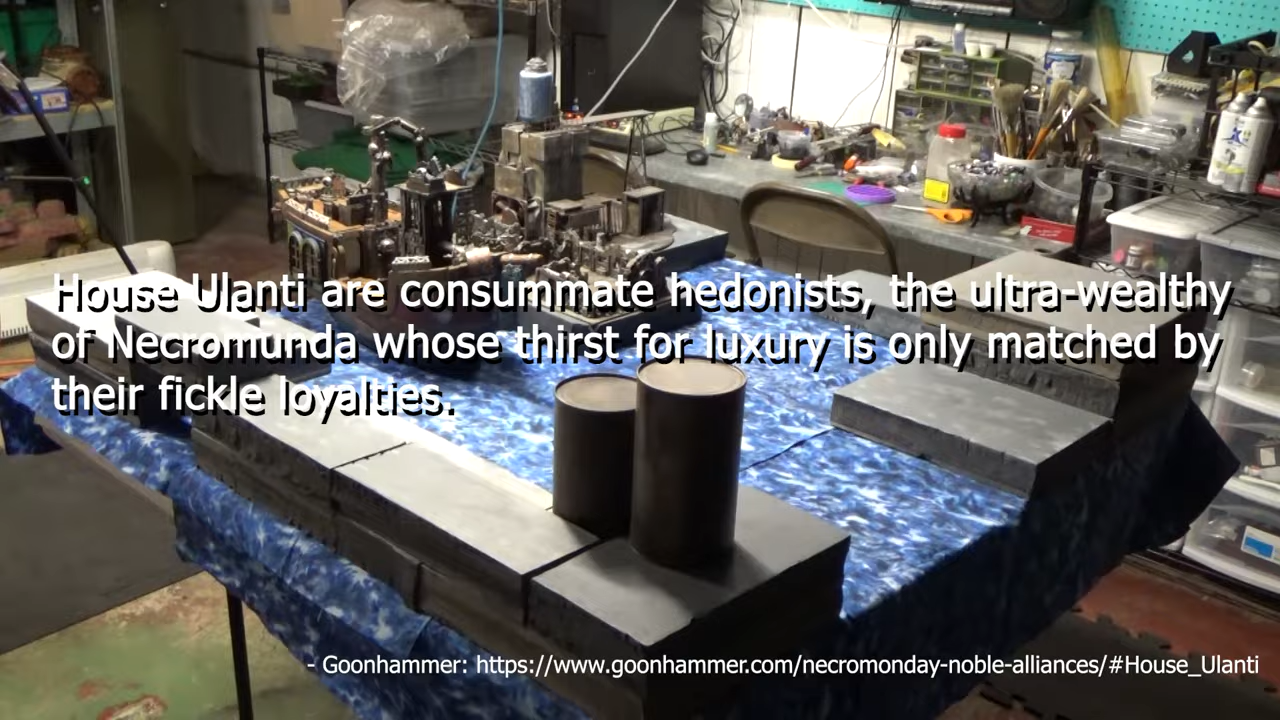 House Ulanti are consummate hedonists, the ultra-wealthy
of Necromunda whose thirst for luxury is only matched by
their fickle loyalties.
- Goonhammer: https://www.goonhammer.com/necromonday-noble-alliances/#House_Ulanti